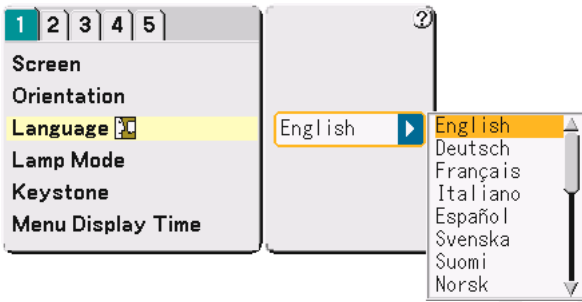 1 2 3 4 5
?
Screen
Orientation
Language
Lamp Mode
Keystone
Menu Display Time
English
English
Deutsch
Français
Italiano
Español
Svenska
Suomi
Norsk